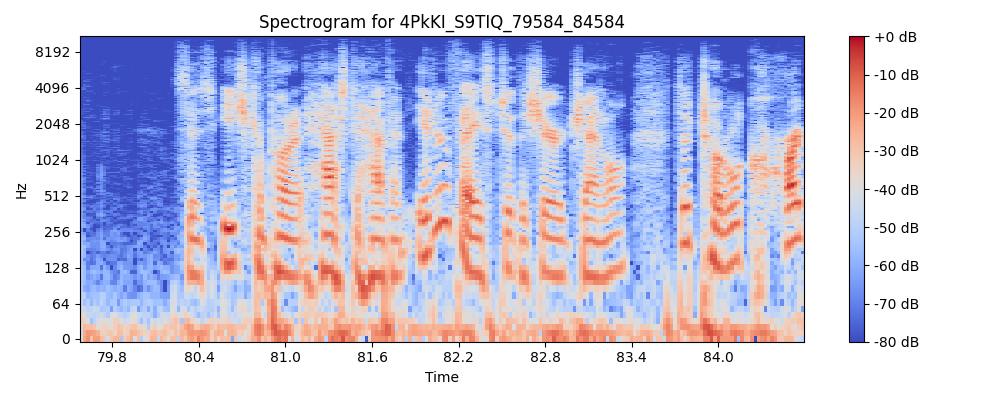 Spectrogram for 4PkKI_S9TIQ_79584_84584
8192
4096
2048
1024
512
256
128
64
0
Hz
79.8 80.4 81.0 81.6 82.2 82.8 83.4 84.0
Time
+0 dB
-10 dB
-20 dB
-30 dB
-40 dB
-50 dB
-60 dB
-70 dB
-80 dB